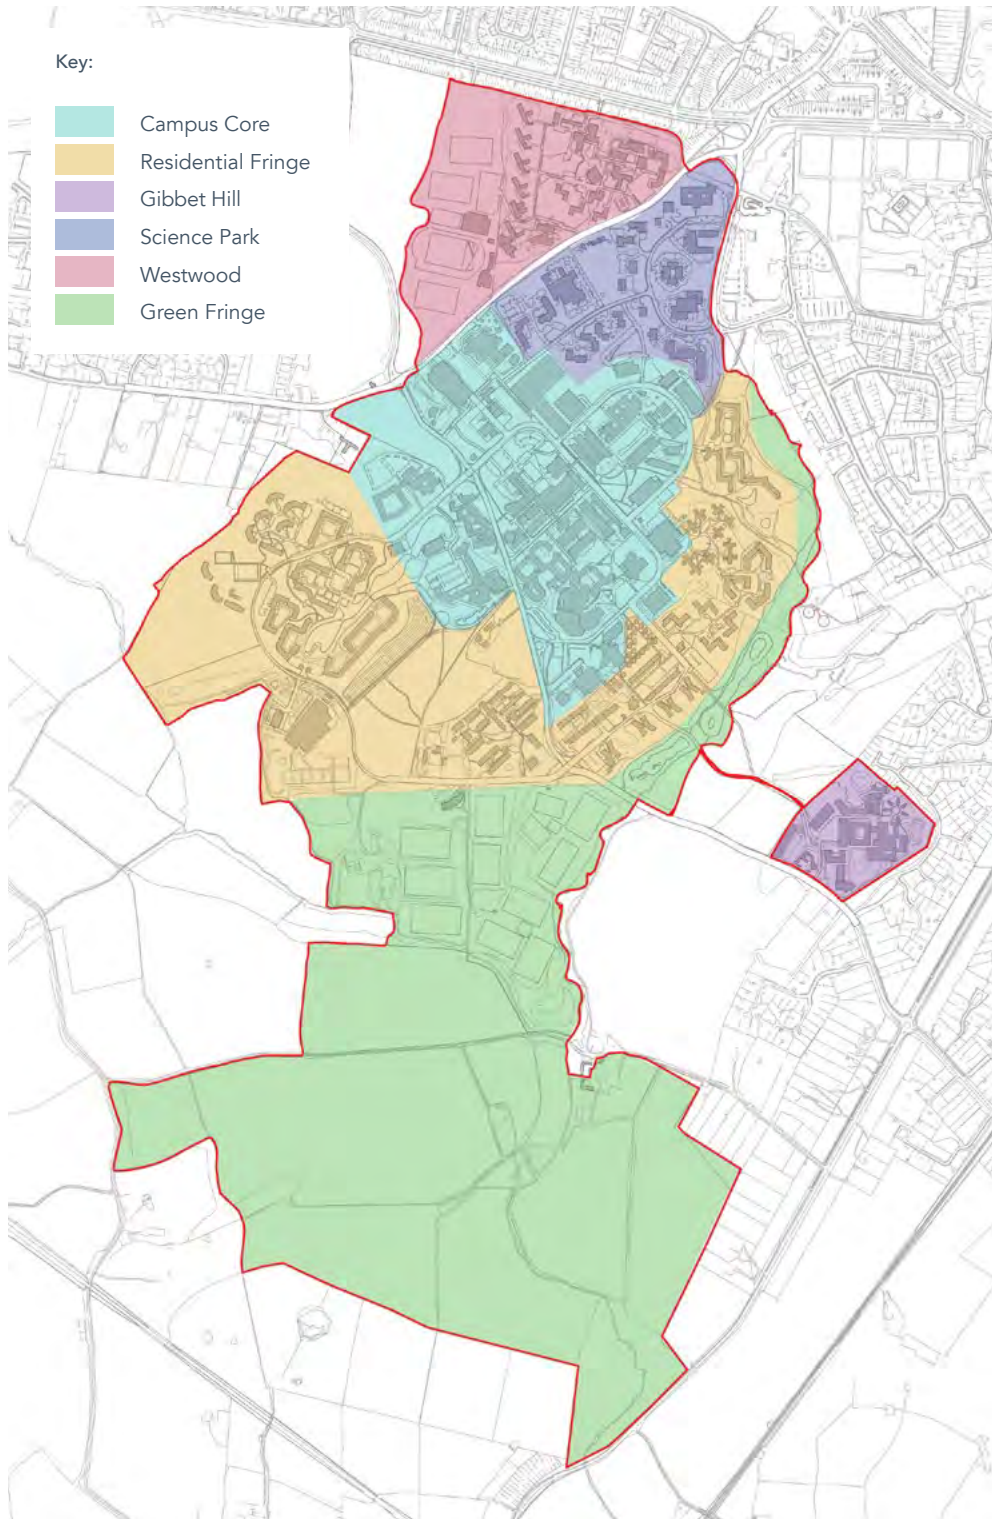 Key:
Campus Core
Residential Fringe
Gibbet Hill
Science Park
Westwood
Green Fringe